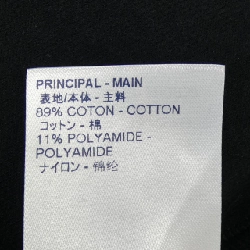 PRINCIPAL - MAIN
表地/本体 - 主料
89% COTON - COTTON
コットン - 棉
11% POLYAMIDE -
POLYAMIDE
ナイロン - 锦纶